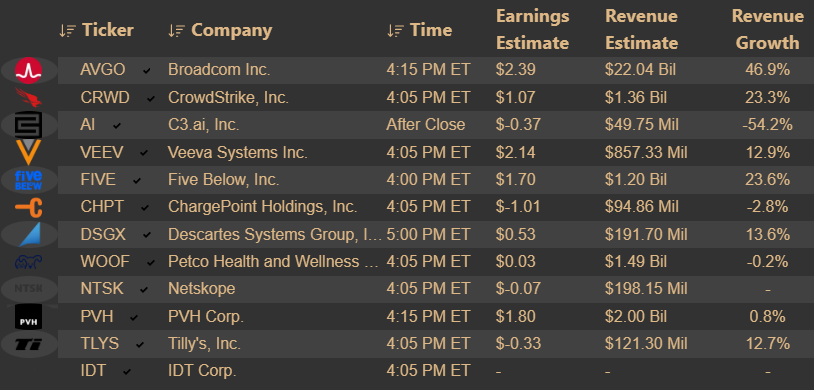 Ticker Company Time Earnings Estimate Revenue Estimate Revenue Growth
AVGO Broadcom Inc. 4:15 PM ET $2.39 $22.04 Bil 46.9%
CRWD CrowdStrike, Inc. 4:05 PM ET $1.07 $1.36 Bil 23.3%
AI C3.ai, Inc. After Close $-0.37 $49.75 Mil -54.2%
VEEV Veeva Systems Inc. 4:05 PM ET $2.14 $857.33 Mil 12.9%
five BELOW FIVE Five Below, Inc. 4:00 PM ET $1.70 $1.20 Bil 23.6%
CHPT ChargePoint Holdings, Inc. 4:05 PM ET $-1.01 $94.86 Mil -2.8%
DSGX Descartes Systems Group, I... 5:00 PM ET $0.53 $191.70 Mil 13.6%
WOOF Petco Health and Wellness ... 4:05 PM ET $0.03 $1.49 Bil -0.2%
NTSK NTSK Netskope 4:05 PM ET $-0.07 $198.15 Mil -
PVH PVH PVH Corp. 4:15 PM ET $1.80 $2.00 Bil 0.8%
Ti TLYS Tilly's, Inc. 4:05 PM ET $-0.33 $121.30 Mil 12.7%
IDT IDT Corp. 4:05 PM ET - - -